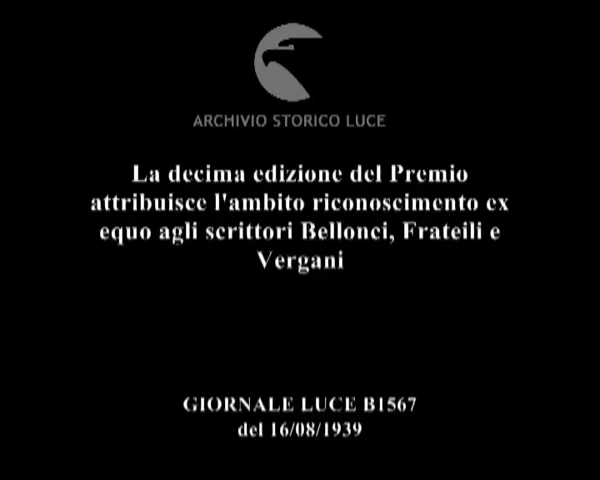 ARCHIVIO STORICO LUCE
La decima edizione del Premio
attribuisce l'ambito riconoscimento ex
equo agli scrittori Bellonci, Frateili e
Vergani
GIORNALE LUCE B1567
del 16/08/1939